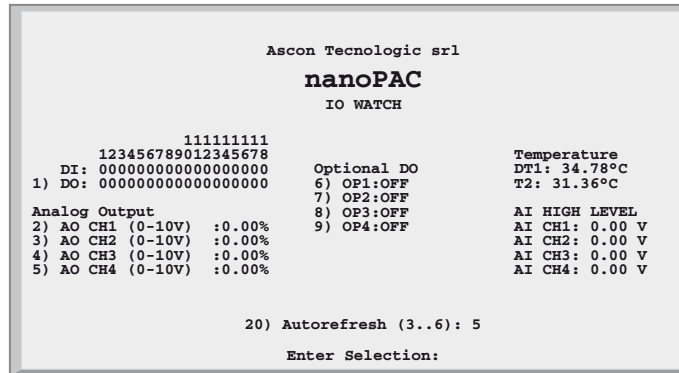 Ascon Tecnologic srl
nanoPAC
IO WATCH
111111111
123456789012345678
DI: 000000000000000000
1) DO: 000000000000000000
Optional DO
6) OP1:OFF
7) OP2:OFF
8) OP3:OFF
9) OP4:OFF
Temperature
DT1: 34.78ºC
T2: 31.36ºC
Analog Output
2) AO CH1 (0-10V) :0.00%
3) AO CH2 (0-10V) :0.00%
4) AO CH3 (0-10V) :0.00%
5) AO CH4 (0-10V) :0.00%
AI HIGH LEVEL
AI CH1: 0.00 V
AI CH2: 0.00 V
AI CH3: 0.00 V
AI CH4: 0.00 V
20) Autorefresh (3..6): 5
Enter Selection: